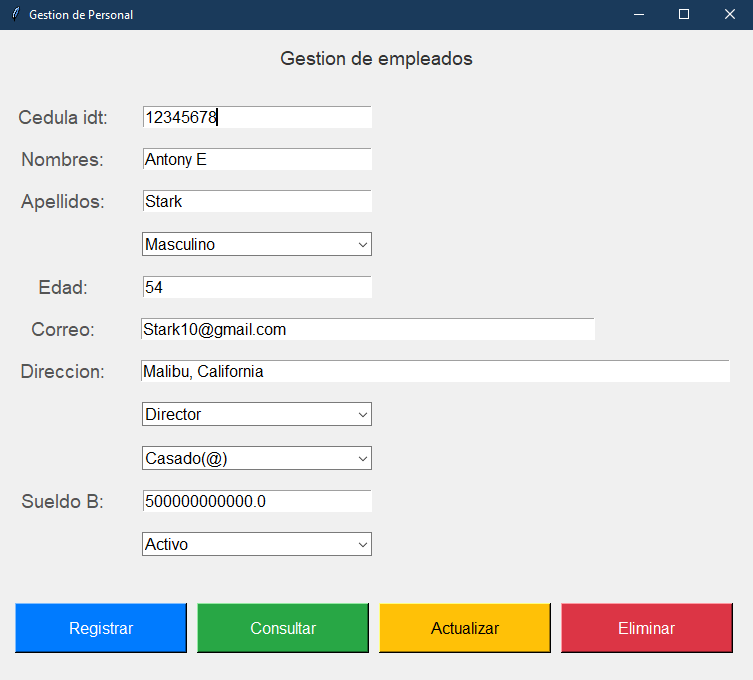 Gestion de Personal
Gestion de empleados
Cedula idt: 12345678
Nombres: Antony E
Apellidos: Stark
Masculino
Edad: 54
Correo: Stark10@gmail.com
Direccion: Malibu, California
Director
Casado(@)
Sueldo B: 500000000000.0
Activo
Registrar Consultar Actualizar Eliminar